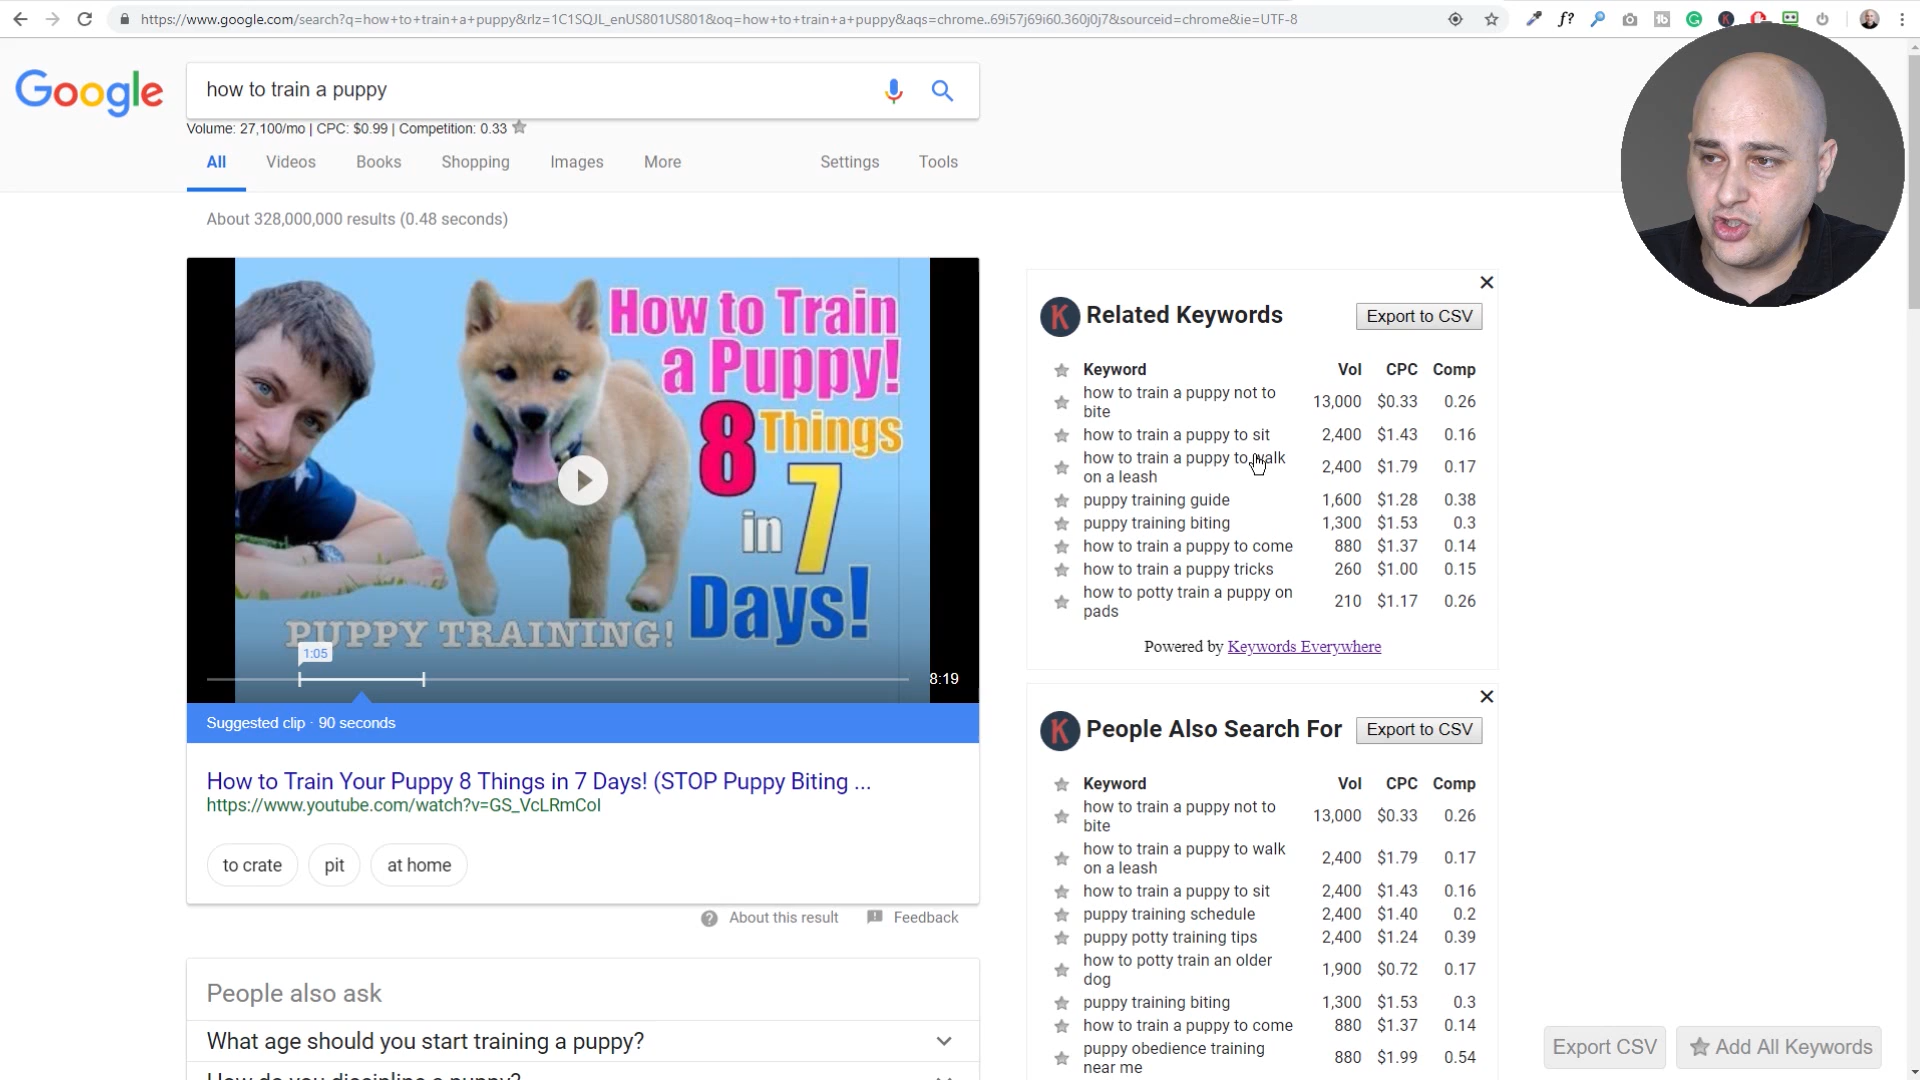 https://www.google.com/search?q=how+to+train+a+puppy&rlz=1C1SQJL_enUS801US801&oq=how+to+train+a+puppy&aqs=chrome..69i57j69i60.360j0j7&sourceid=chrome&ie=UTF-8
Google
how to train a puppy
Volume: 27,100/mo | CPC: $0.99 | Competition: 0.33
All Videos Books Shopping Images More Settings Tools
About 328,000,000 results (0.48 seconds)
How to Train
a Puppy!
8 Things
in 7
Days!
PUPPY TRAINING!
1:05
8:19
Suggested clip · 90 seconds
How to Train Your Puppy 8 Things in 7 Days! (STOP Puppy Biting ...
https://www.youtube.com/watch?v=GS_VcLRmCoI
to crate pit at home
About this result Feedback
People also ask
What age should you start training a puppy?
How do you discipline a puppy?
K Related Keywords Export to CSV
Keyword Vol CPC Comp
how to train a puppy not to
bite 13,000 $0.33 0.26
how to train a puppy to sit 2,400 $1.43 0.16
how to train a puppy to walk
on a leash 2,400 $1.79 0.17
puppy training guide 1,600 $1.28 0.38
puppy training biting 1,300 $1.53 0.3
how to train a puppy to come 880 $1.37 0.14
how to train a puppy tricks 260 $1.00 0.15
how to potty train a puppy on
pads 210 $1.17 0.26
Powered by Keywords Everywhere
K People Also Search For Export to CSV
Keyword Vol CPC Comp
how to train a puppy not to
bite 13,000 $0.33 0.26
how to train a puppy to walk
on a leash 2,400 $1.79 0.17
how to train a puppy to sit 2,400 $1.43 0.16
puppy training schedule 2,400 $1.40 0.2
puppy potty training tips 2,400 $1.24 0.39
how to potty train an older
dog 1,900 $0.72 0.17
puppy training biting 1,300 $1.53 0.3
how to train a puppy to come 880 $1.37 0.14
puppy obedience training
near me 880 $1.99 0.54
Export CSV Add All Keywords